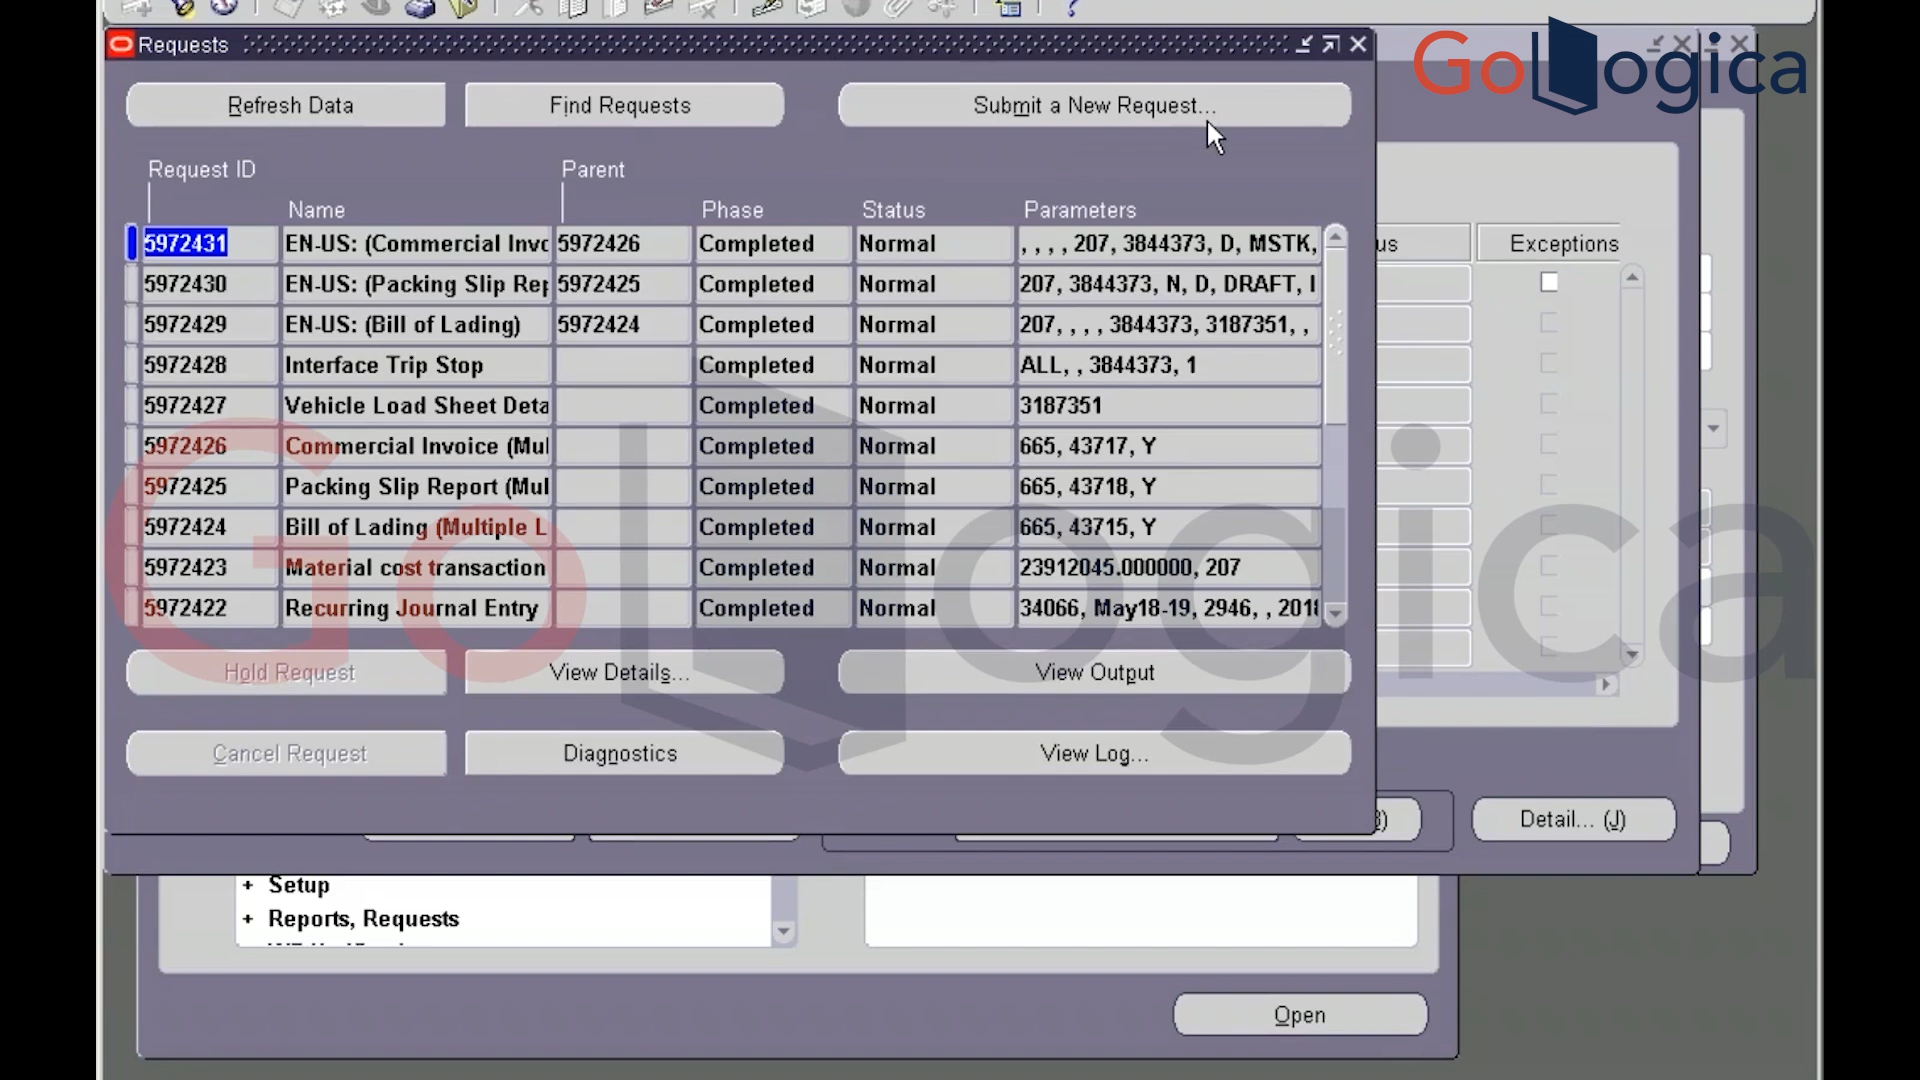 Requests
GoLogica
Refresh Data
Find Requests
Submit a New Request...
Request ID
Parent
Name
Phase
Status
Parameters
5972431 EN-US: (Commercial Invc 5972426 Completed Normal , , , , 207, 3844373, D, MSTK,
5972430 EN-US: (Packing Slip Rep 5972425 Completed Normal 207, 3844373, N, D, DRAFT, I
5972429 EN-US: (Bill of Lading) 5972424 Completed Normal 207, , , , 3844373, 3187351, ,
5972428 Interface Trip Stop Completed Normal ALL, , 3844373, 1
5972427 Vehicle Load Sheet Deta Completed Normal 3187351
5972426 Commercial Invoice (Mul Completed Normal 665, 43717, Y
5972425 Packing Slip Report (Mul Completed Normal 665, 43718, Y
5972424 Bill of Lading (Multiple L Completed Normal 665, 43715, Y
5972423 Material cost transaction Completed Normal 23912045.000000, 207
5972422 Recurring Journal Entry Completed Normal 34066, May18-19, 2946, , 201
us
Exceptions
GoLogica
Hold Request
View Details...
View Output
Cancel Request
Diagnostics
View Log...
Detail... (J)
+ Setup
+ Reports, Requests
Open